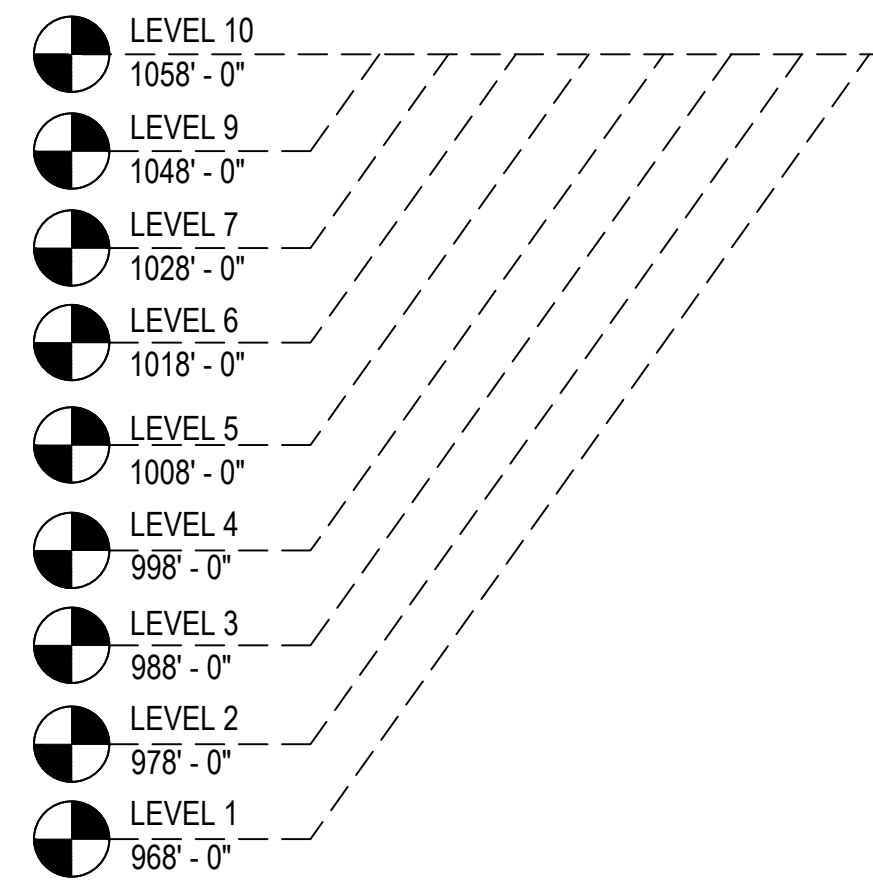 LEVEL 10
1058' - 0"
LEVEL 9
1048' - 0"
LEVEL 7
1028' - 0"
LEVEL 6
1018' - 0"
LEVEL 5
1008' - 0"
LEVEL 4
998' - 0"
LEVEL 3
988' - 0"
LEVEL 2
978' - 0"
LEVEL 1
968' - 0"